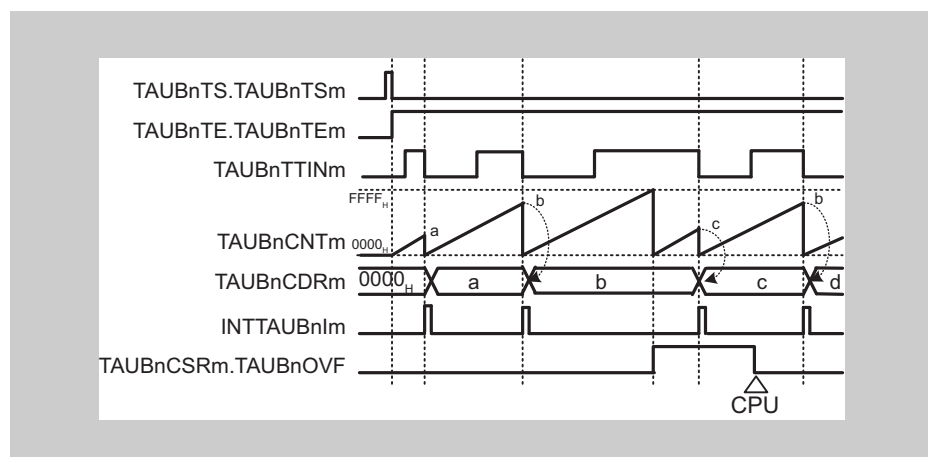 TAUBnTS.TAUBnTSm
TAUBnTE.TAUBnTEm
TAUBnTTINm
FFFFH
TAUBnCNTm 0000H a b c b
TAUBnCDRm 0000H a b c d
INTTAUBnIm
TAUBnCSRm.TAUBnOVF
CPU